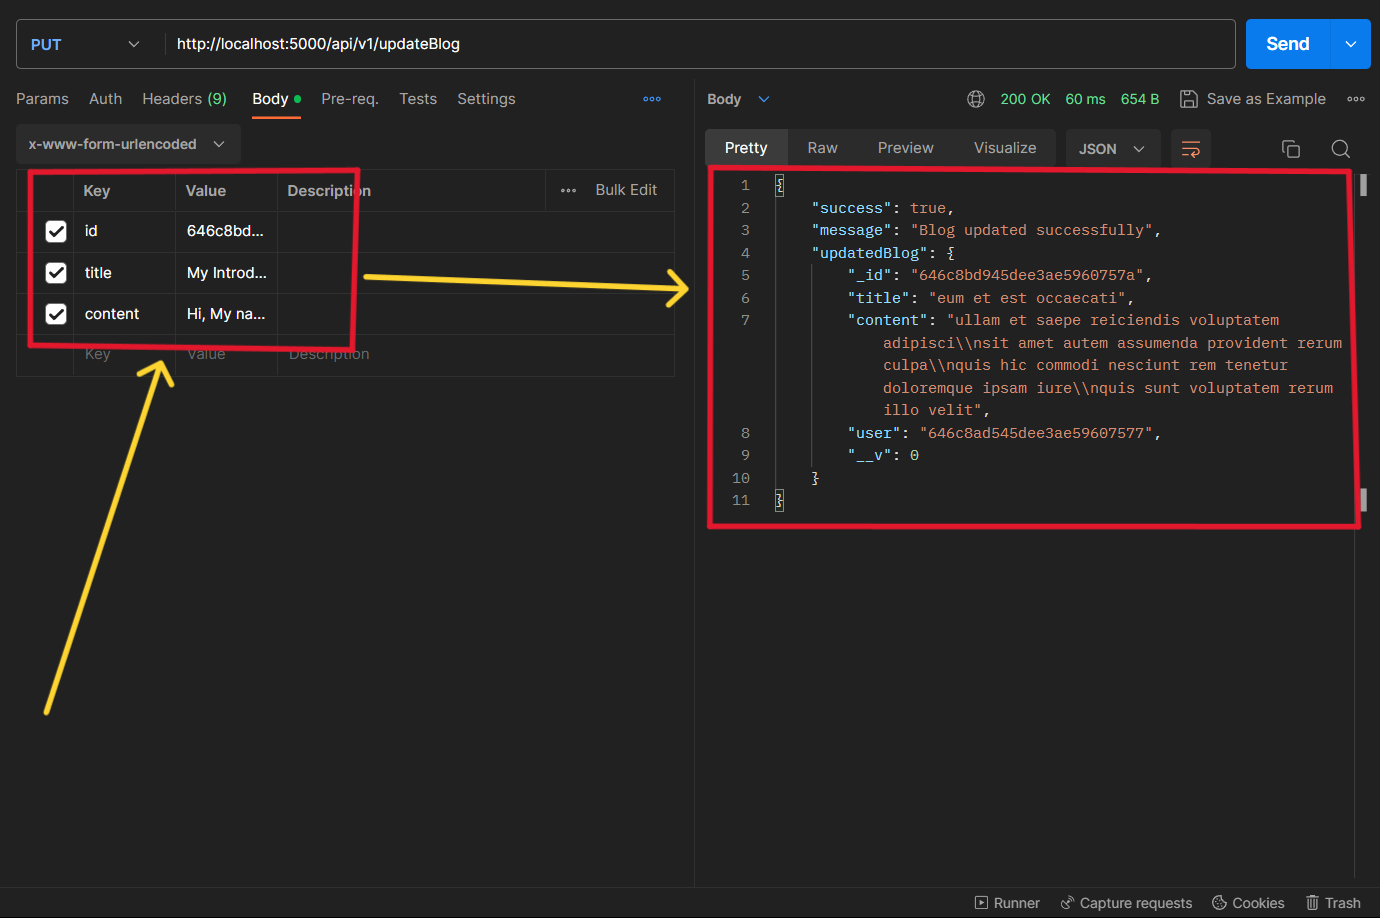 PUT http://localhost:5000/api/v1/updateBlog Send
Params Auth Headers (9) Body Pre-req. Tests Settings
x-www-form-urlencoded
Key Value Description Bulk Edit
id 646c8bd...
title My Introd...
content Hi, My na...
Key Value Description
Body 200 OK 60 ms 654 B Save as Example
Pretty Raw Preview Visualize JSON
1 {
2 "success": true,
3 "message": "Blog updated successfully",
4 "updatedBlog": {
5 "_id": "646c8bd945dee3ae5960757a",
6 "title": "eum et est occaecati",
7 "content": "ullam et saepe reiciendis voluptatem
adipisci\\nsit amet autem assumenda provident rerum
culpa\\nquis hic commodi nesciunt rem tenetur
doloremque ipsam iure\\nquis sunt voluptatem rerum
illo velit",
8 "user": "646c8ad545dee3ae59607577",
9 "__v": 0
10 }
11 }
Runner Capture requests Cookies Trash